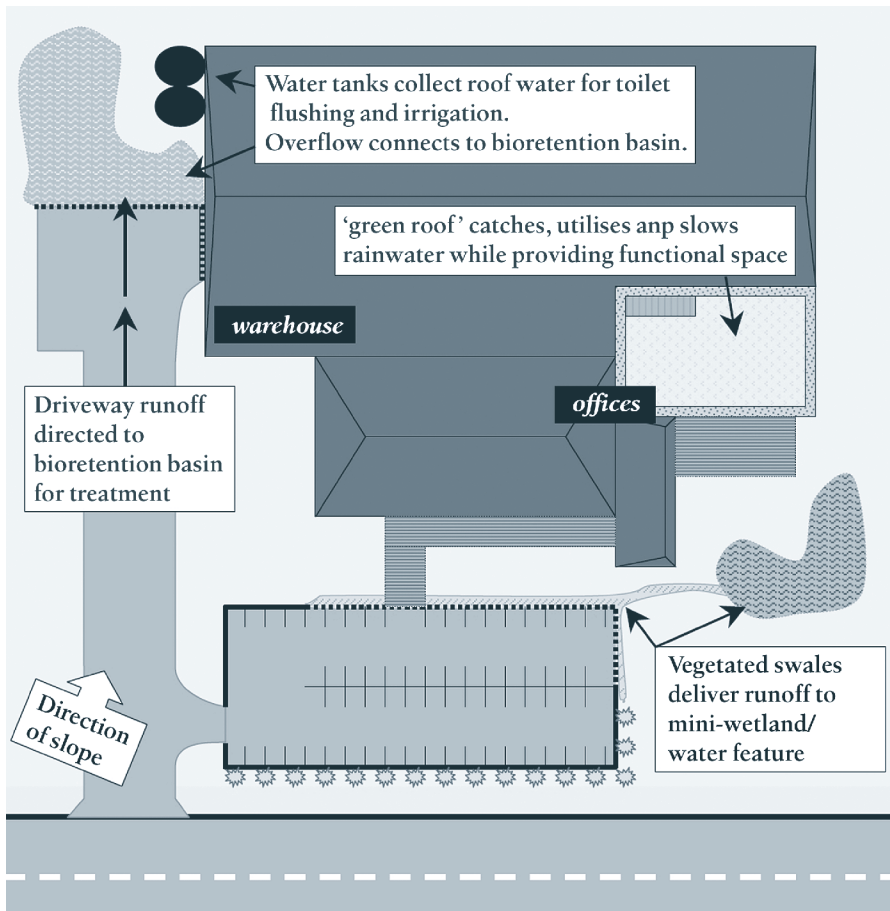 Water tanks collect roof water for toilet
flushing and irrigation.
Overflow connects to bioretention basin.
‘green roof’ catches, utilises anp slows
rainwater while providing functional space
warehouse
offices
Driveway runoff
directed to
bioretention basin
for treatment
Direction
of slope
Vegetated swales
deliver runoff to
mini-wetland/
water feature